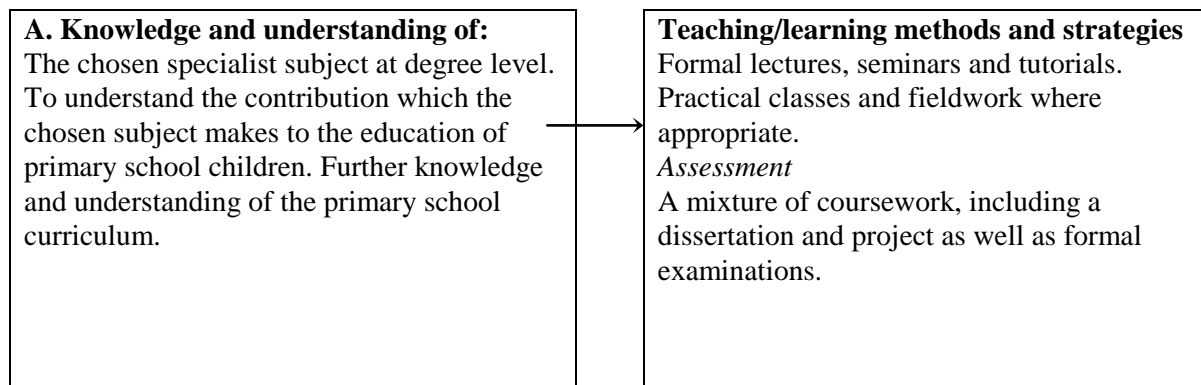 A. Knowledge and understanding of:
The chosen specialist subject at degree level.
To understand the contribution which the
chosen subject makes to the education of
primary school children. Further knowledge
and understanding of the primary school
curriculum.
Teaching/learning methods and strategies
Formal lectures, seminars and tutorials.
Practical classes and fieldwork where
appropriate.
Assessment
A mixture of coursework, including a
dissertation and project as well as formal
examinations.